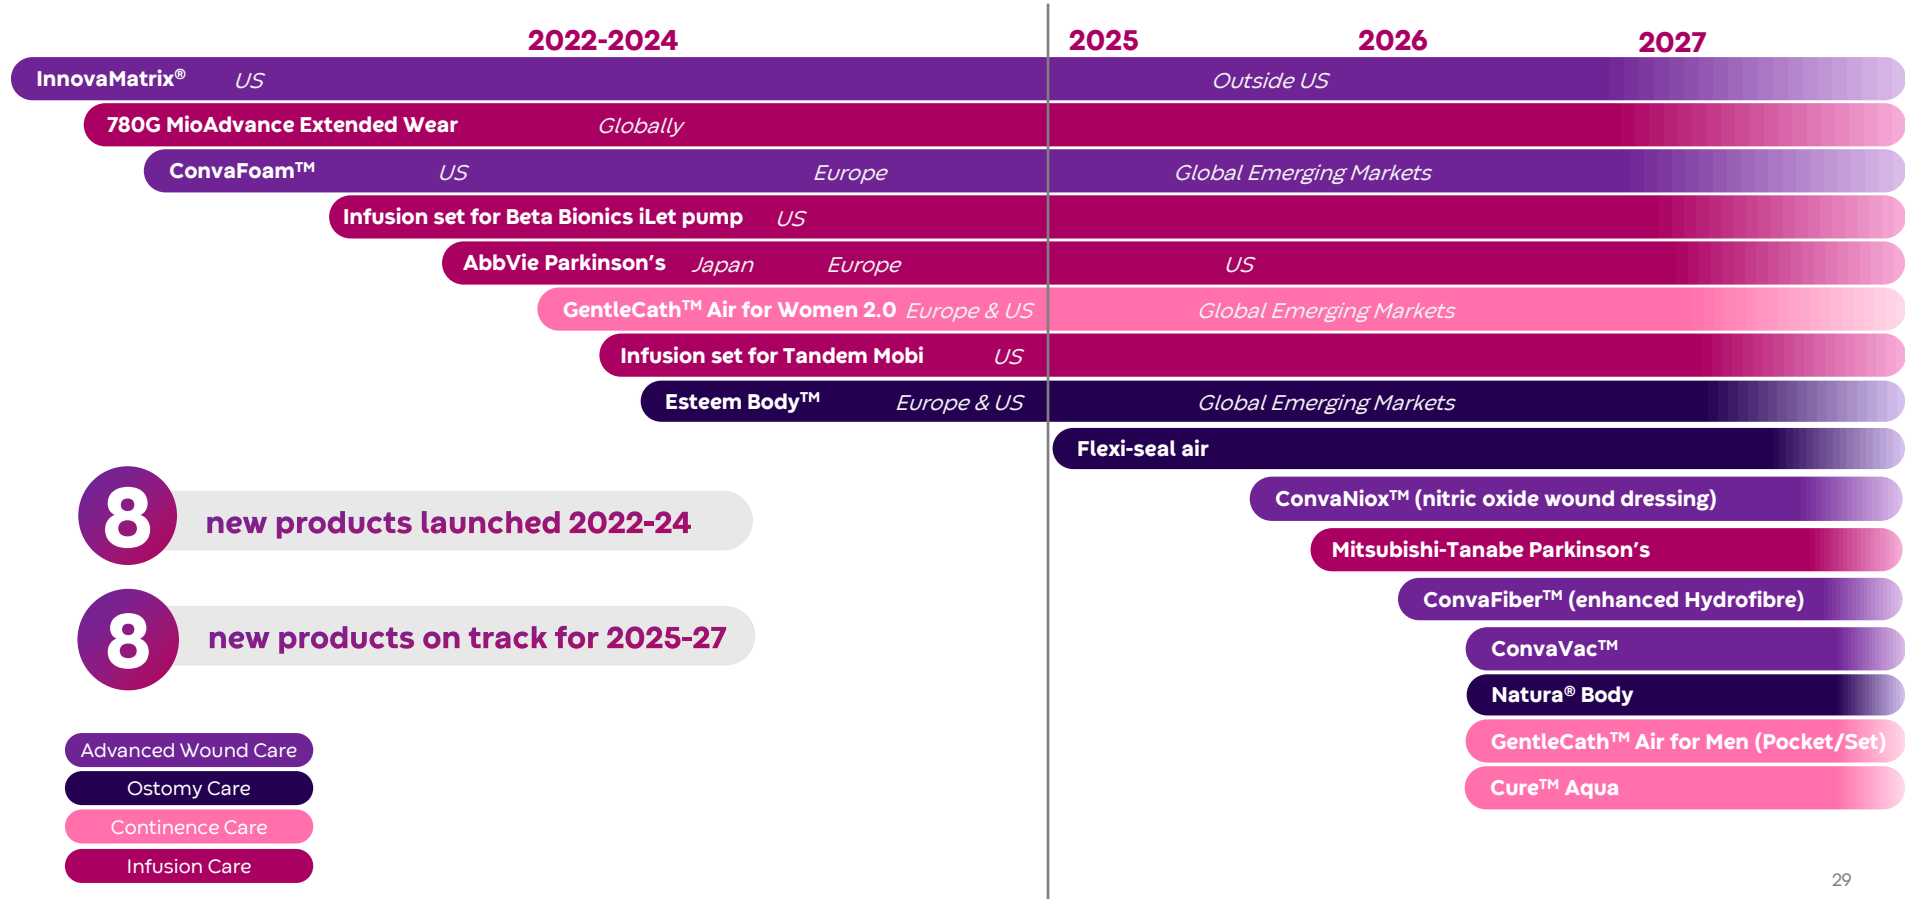 2022-2024 2025 2026 2027
InnovaMatrix® US Outside US
780G MioAdvance Extended Wear Globally
ConvaFoam™ US Europe Global Emerging Markets
Infusion set for Beta Bionics iLet pump US
AbbVie Parkinson's Japan Europe US
GentleCath™ Air for Women 2.0 Europe & US Global Emerging Markets
Infusion set for Tandem Mobi US
Esteem Body™ Europe & US Global Emerging Markets
Flexi-seal air
ConvaNiox™ (nitric oxide wound dressing)
Mitsubishi-Tanabe Parkinson's
ConvaFiber™ (enhanced Hydrofibre)
ConvaVac™
Natura® Body
GentleCath™ Air for Men (Pocket/Set)
Cure™ Aqua
8 new products launched 2022-24
8 new products on track for 2025-27
Advanced Wound Care
Ostomy Care
Continence Care
Infusion Care
29